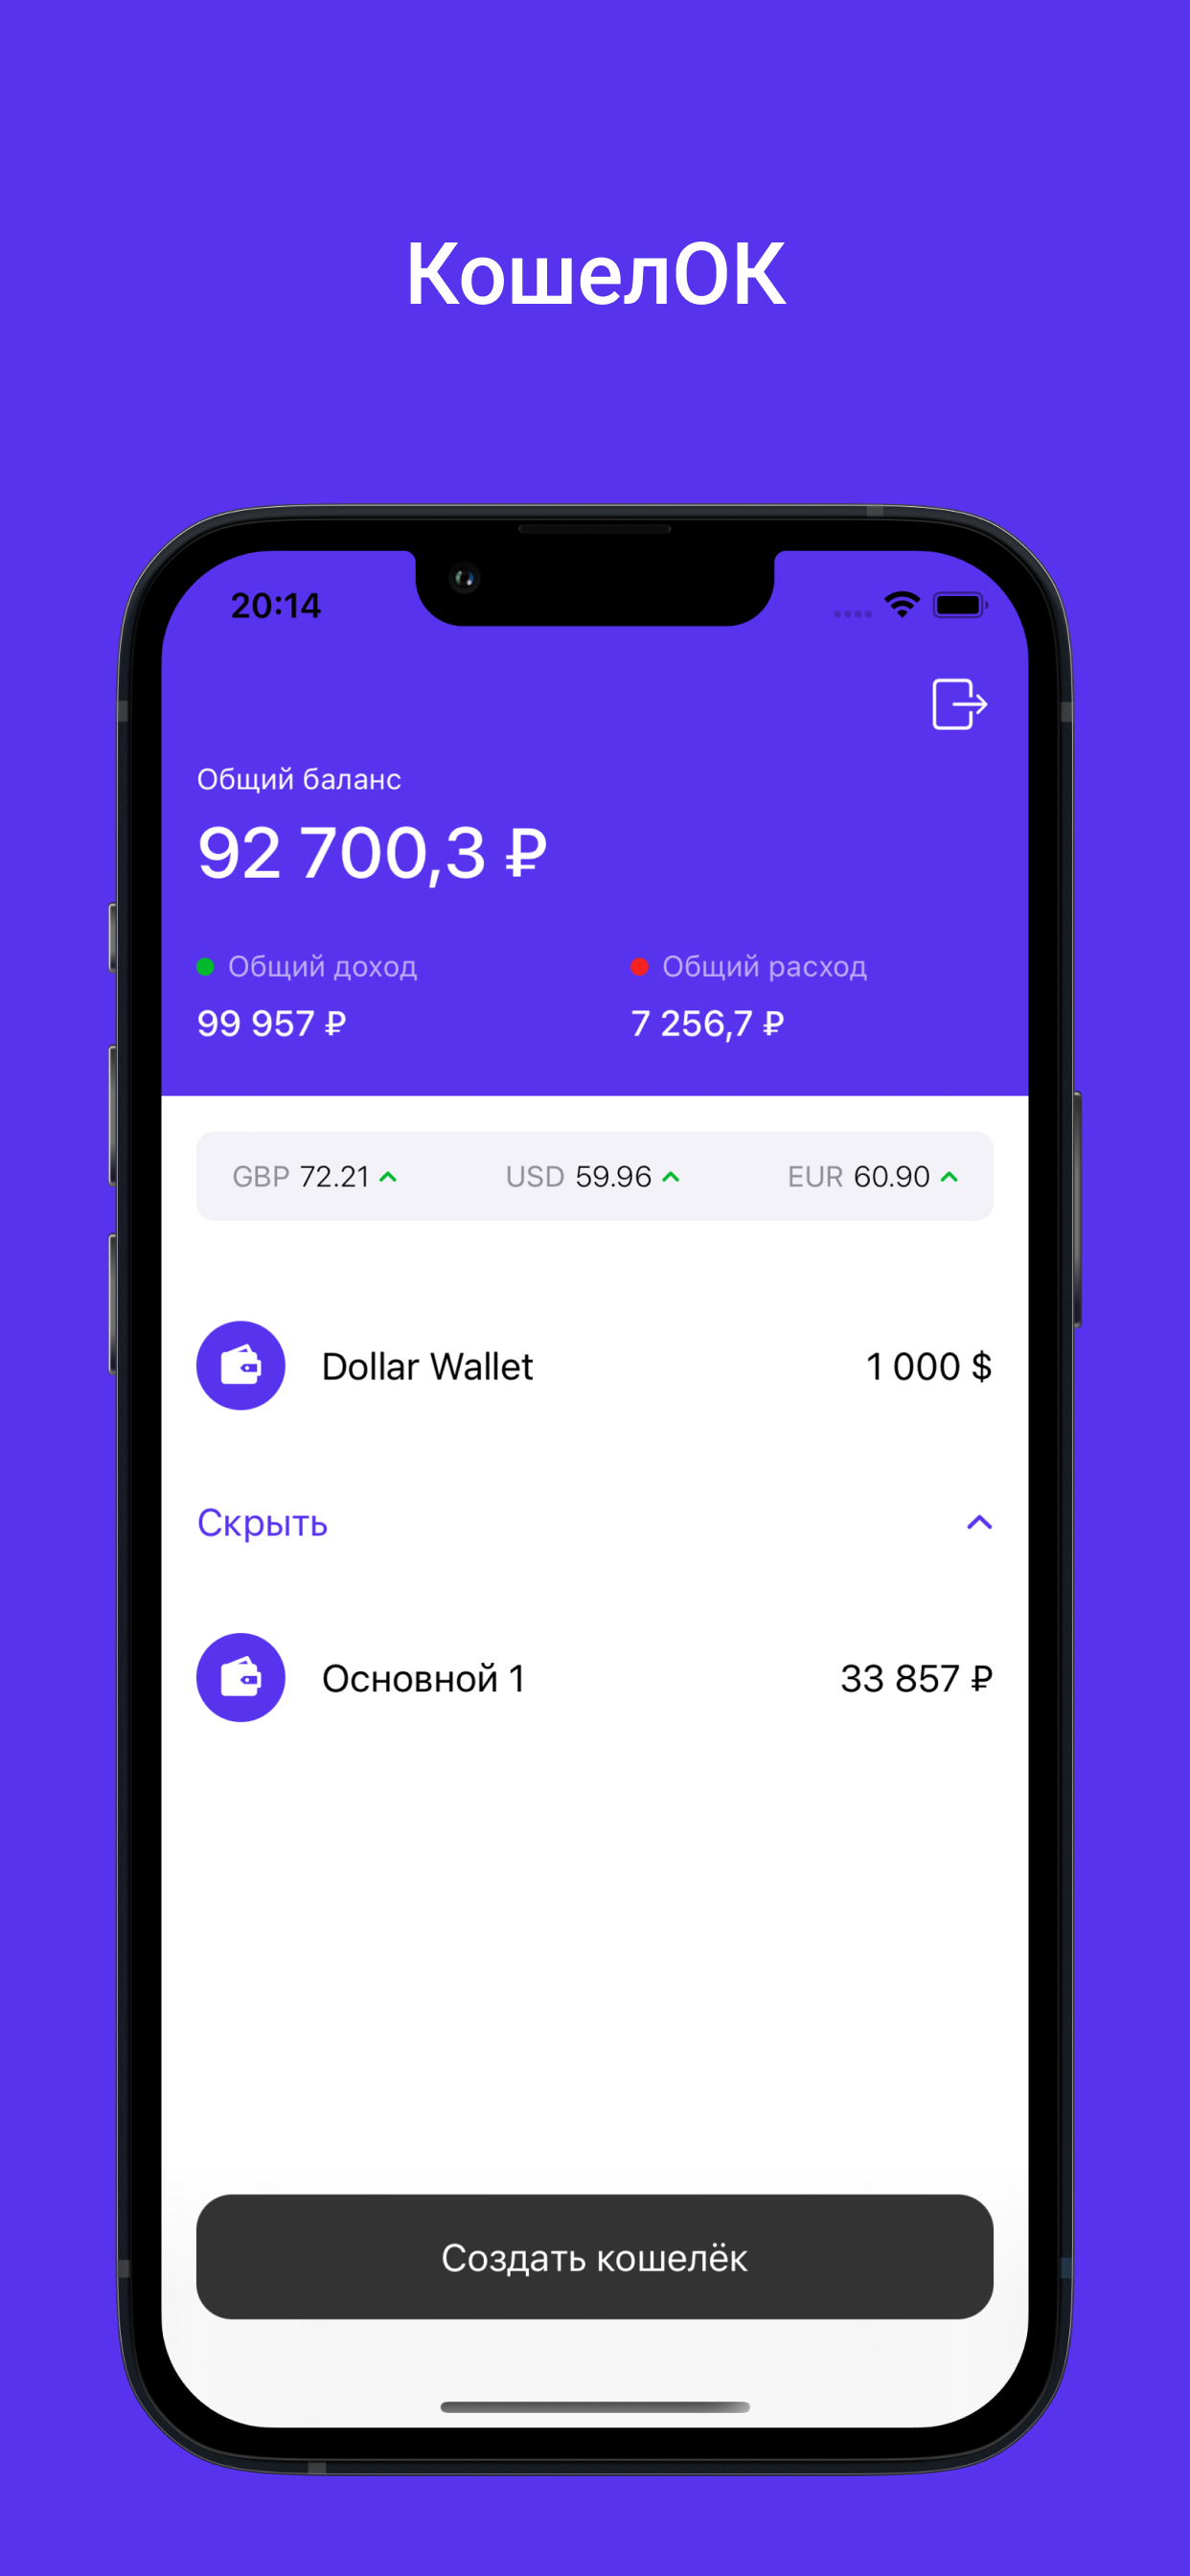 КошелОК
20:14
Общий баланс
92 700,3 ₽
Общий доход Общий расход
99 957 ₽ 7 256,7 ₽
GBP 72.21 USD 59.96 EUR 60.90
Dollar Wallet 1 000 $
Скрыть
Основной 1 33 857 ₽
Создать кошелёк